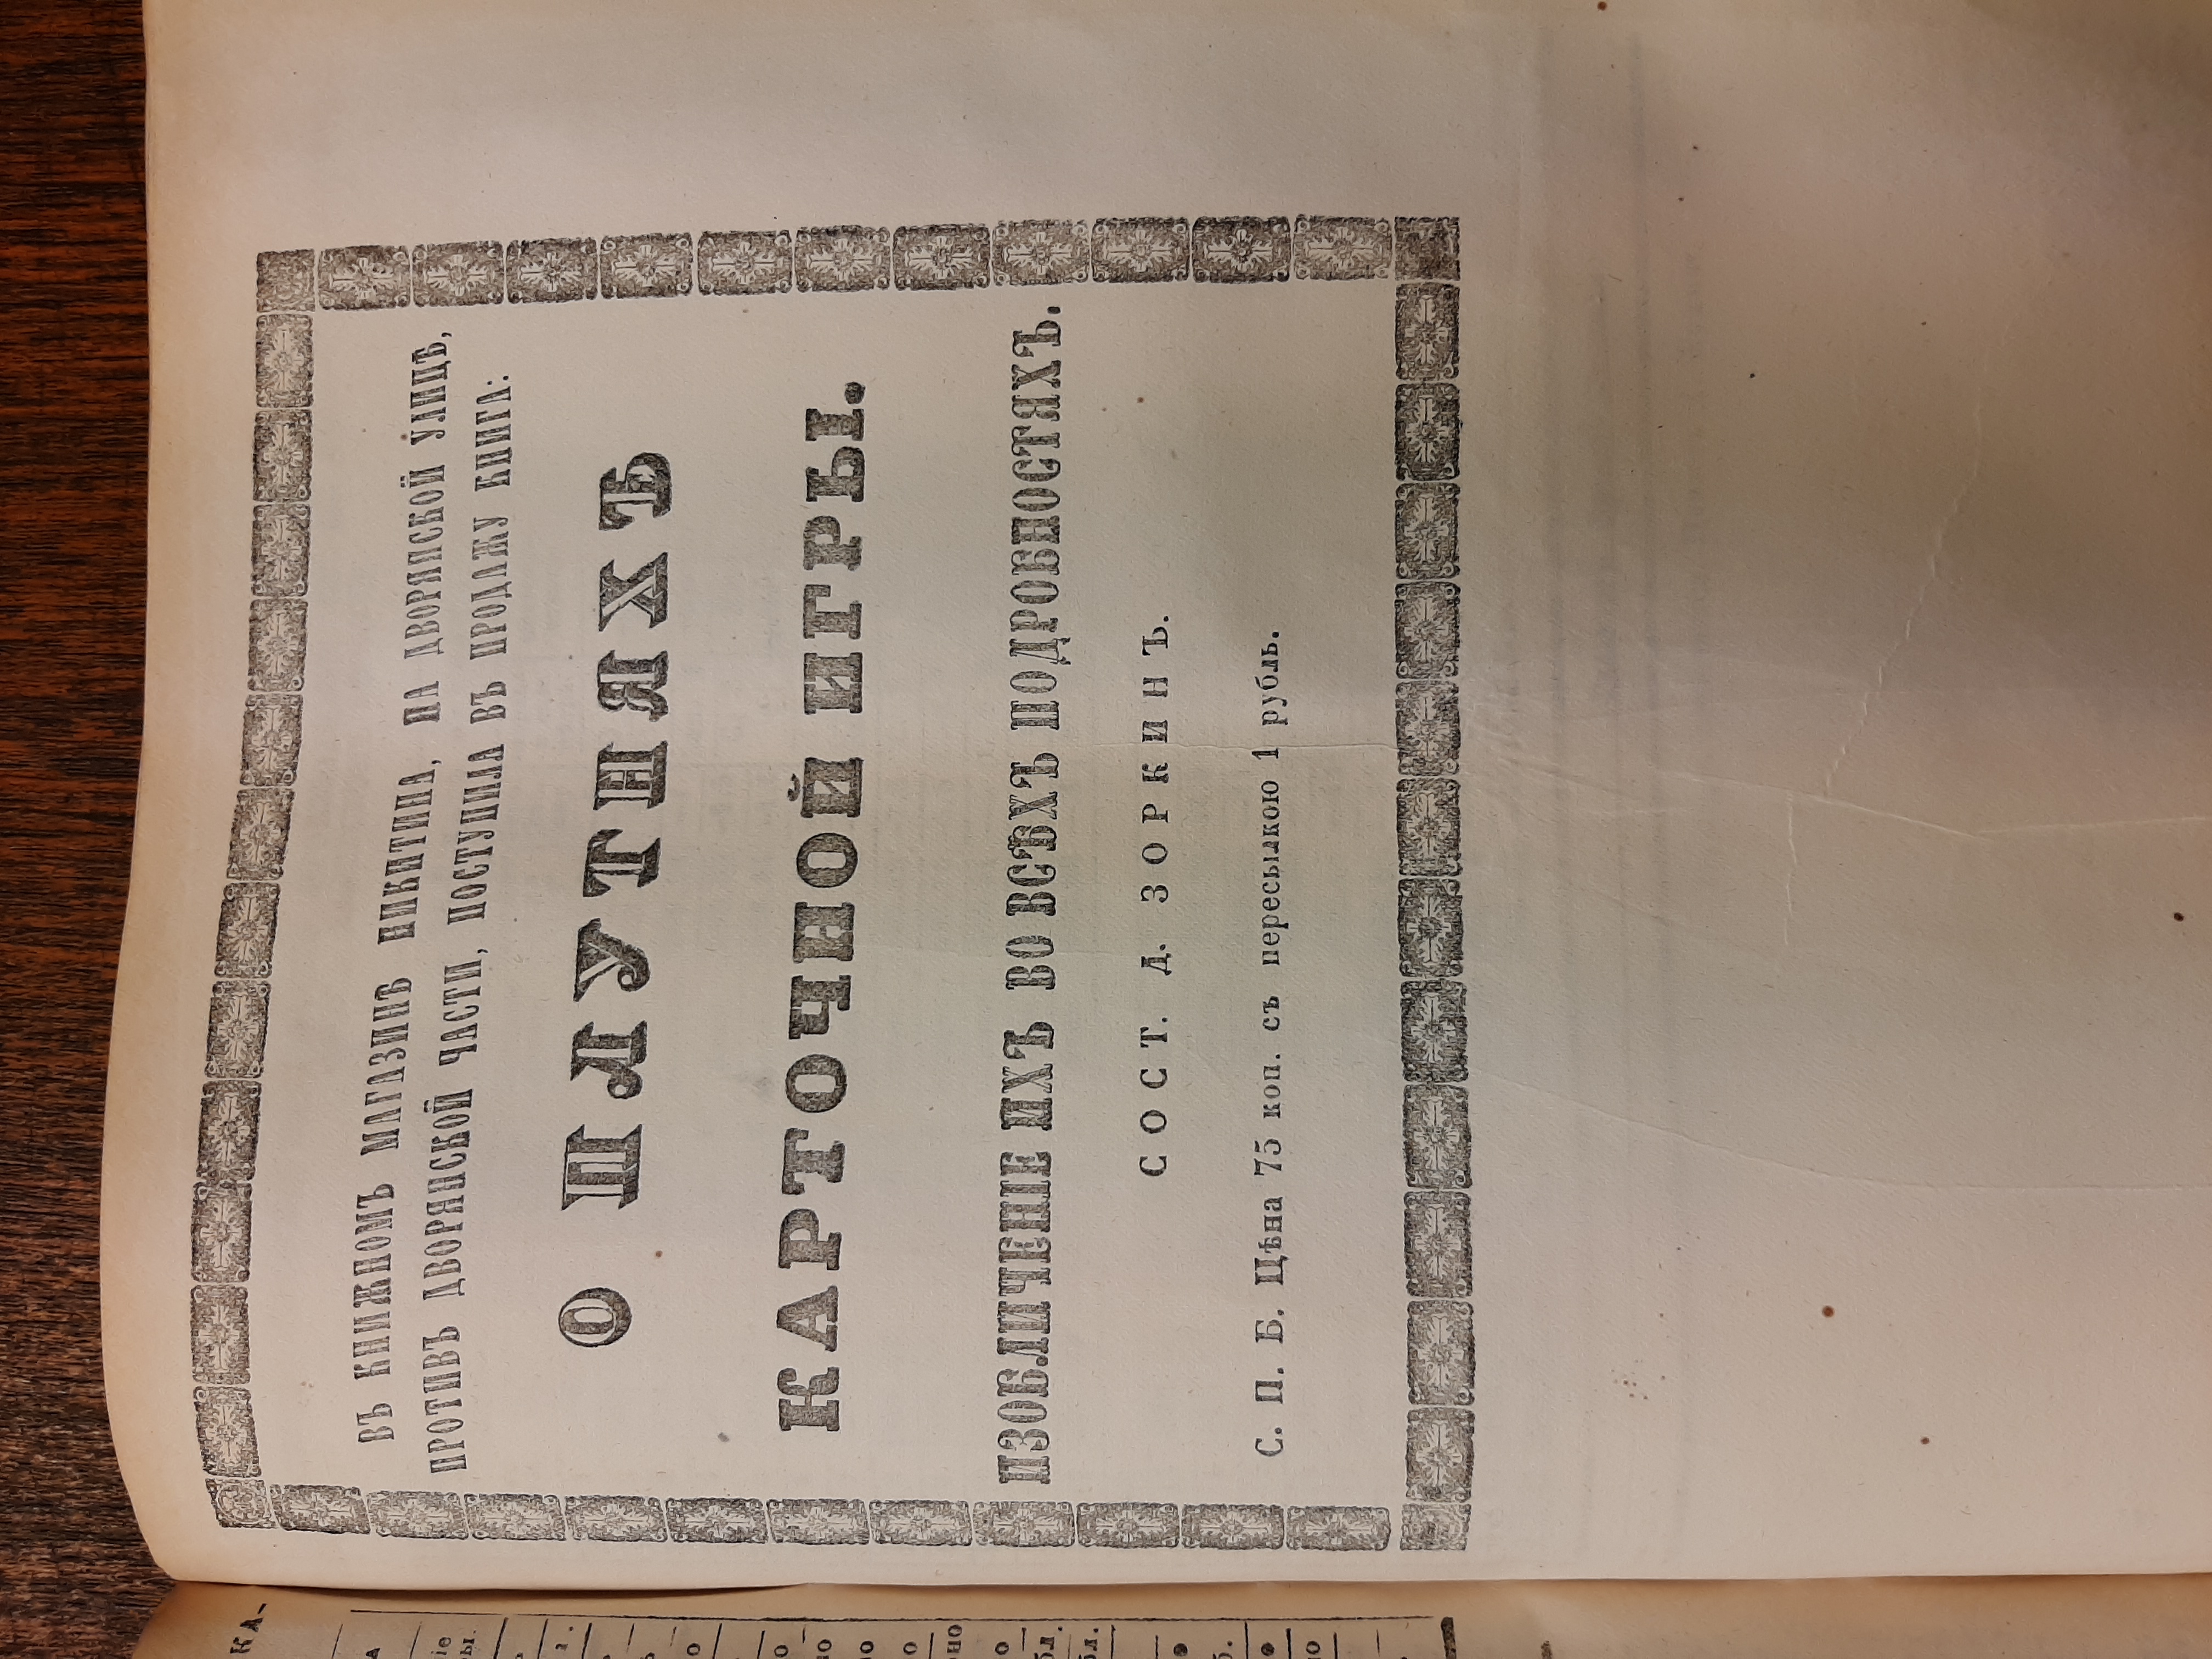 ВЪ КНИЖНОМЪ МАГАЗИНѢ НИКИТИНА, НА ДВОРЯНСКОЙ УЛИЦѢ,
ПРОТИВЪ ДВОРЯНСКОЙ ЧАСТИ, ПОСТУПИЛА ВЪ ПРОДАЖУ КНИГА:
О ПЛУТНЯХЪ
КАРТОЧНОЙ ИГРЫ.
ИЗОБЛИЧЕНІЕ ИХЪ ВО ВСѢХЪ ПОДРОБНОСТЯХЪ.
СОСТ. Д. ЗОРКИНЪ.
С. П. Б. Цѣна 75 коп. съ пересылкою 1 рубль.